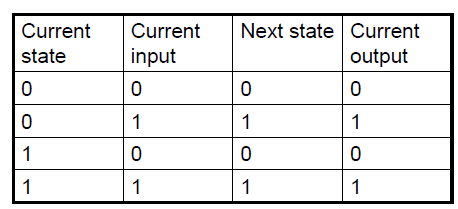 Current state Current input Next state Current output
0 0 0 0
0 1 1 1
1 0 0 0
1 1 1 1